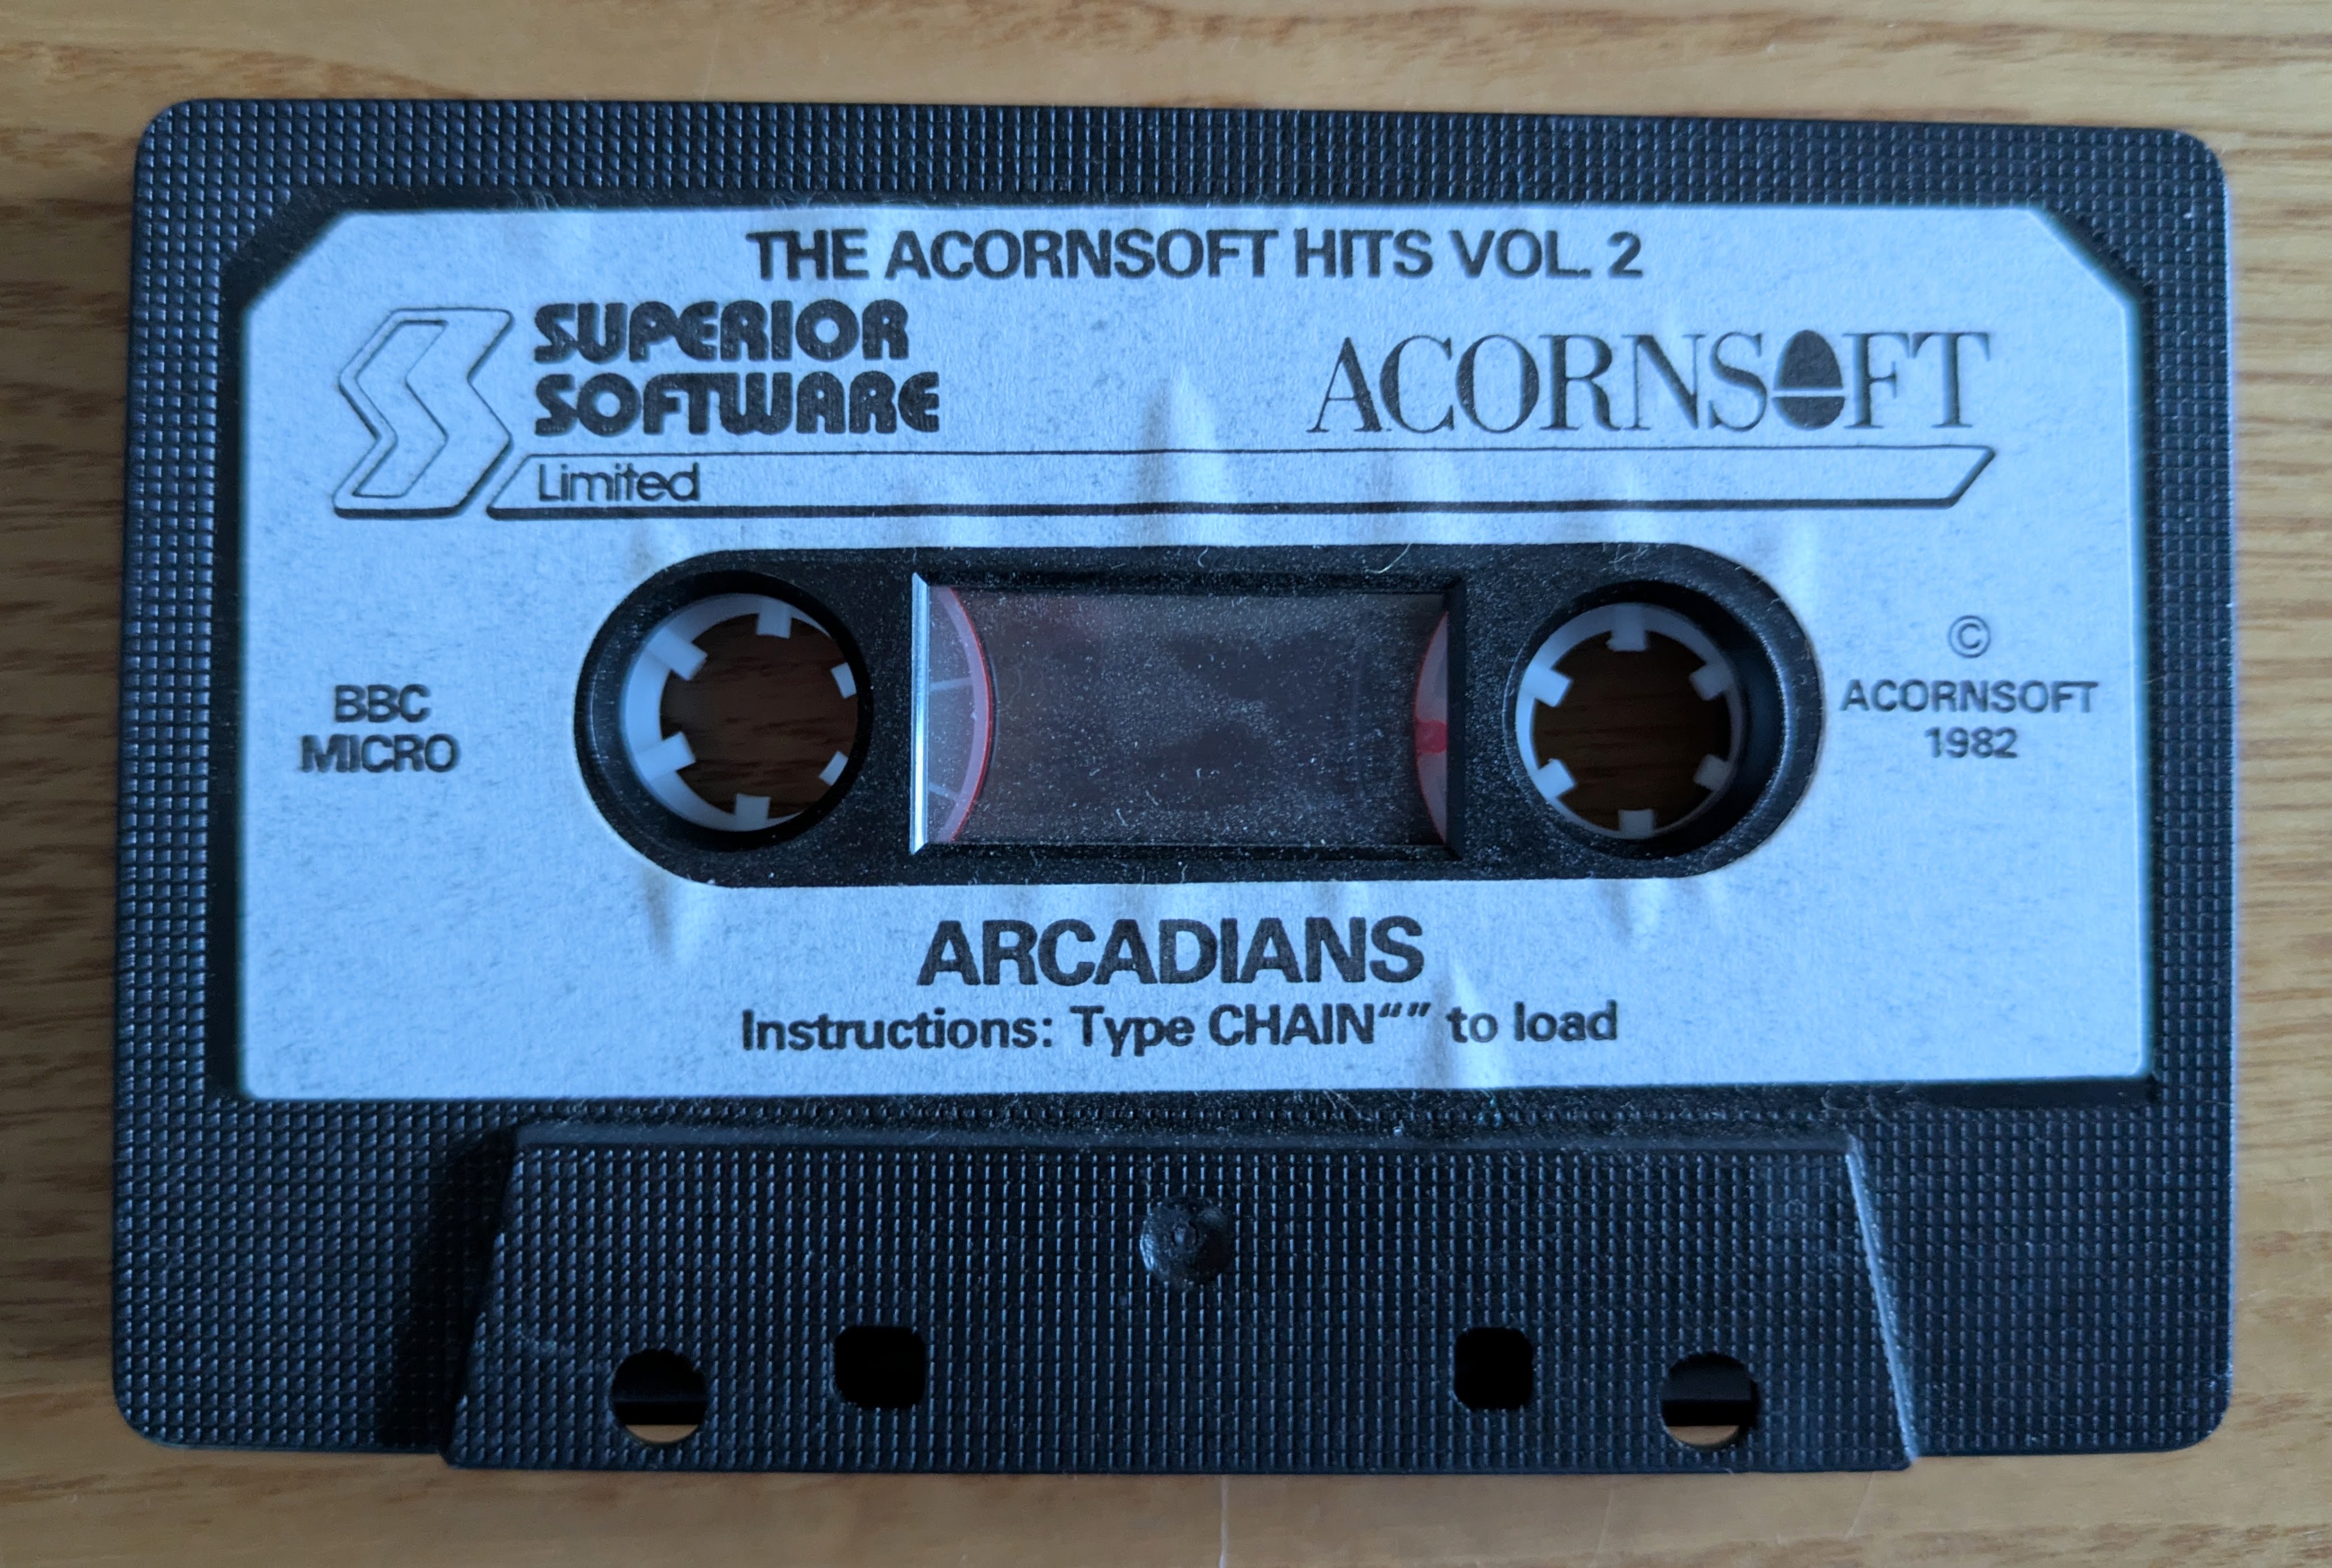 THE ACORNSOFT HITS VOL. 2
SUPERIOR
SOFTWARE
Limited
ACORNSOFT
BBC
MICRO
©
ACORNSOFT
1982
ARCADIANS
Instructions: Type CHAIN“” to load